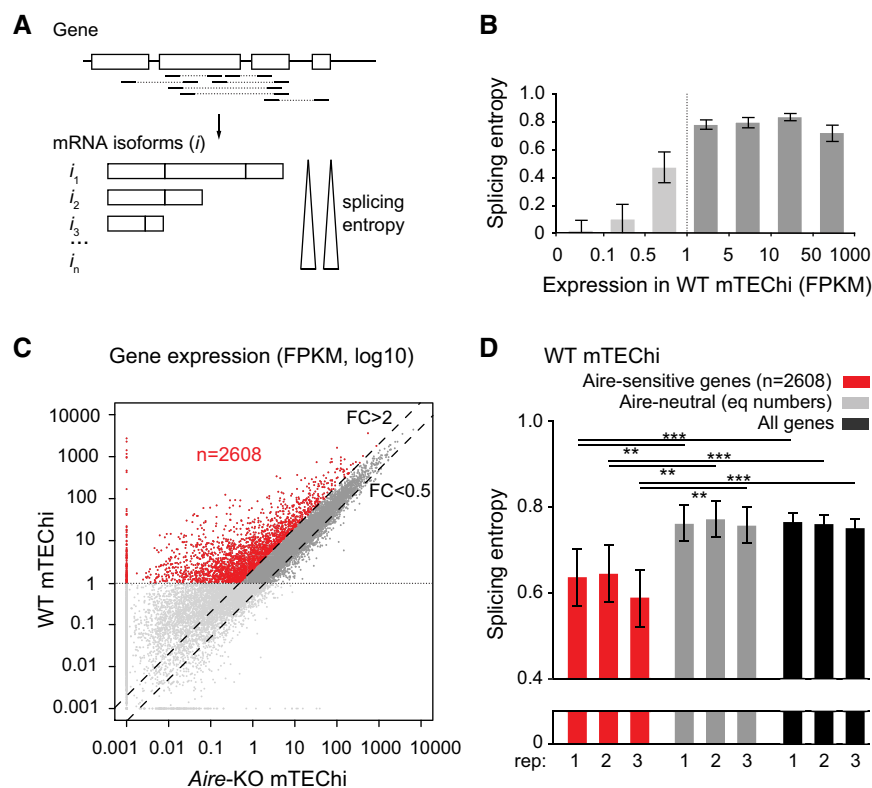 A
Gene
mRNA isoforms (i)
i1
i2
i3
...
in
splicing
entropy
B
Splicing entropy
1.0
0.8
0.6
0.4
0.2
0
0 0.1 0.5 1 5 10 50 1000
Expression in WT mTEChi (FPKM)
C
Gene expression (FPKM, log10)
WT mTEChi
10000
1000
100
10
1
0.1
0.01
0.001
FC>2
n=2608
FC<0.5
0.001 0.01 0.1 1 10 100 1000 10000
Aire-KO mTEChi
D
WT mTEChi
Aire-sensitive genes (n=2608)
Aire-neutral (eq numbers)
All genes
Splicing entropy
1.0
0.8
0.6
0.4
0
***
**
***
**
***
**
rep: 1 2 3 1 2 3 1 2 3